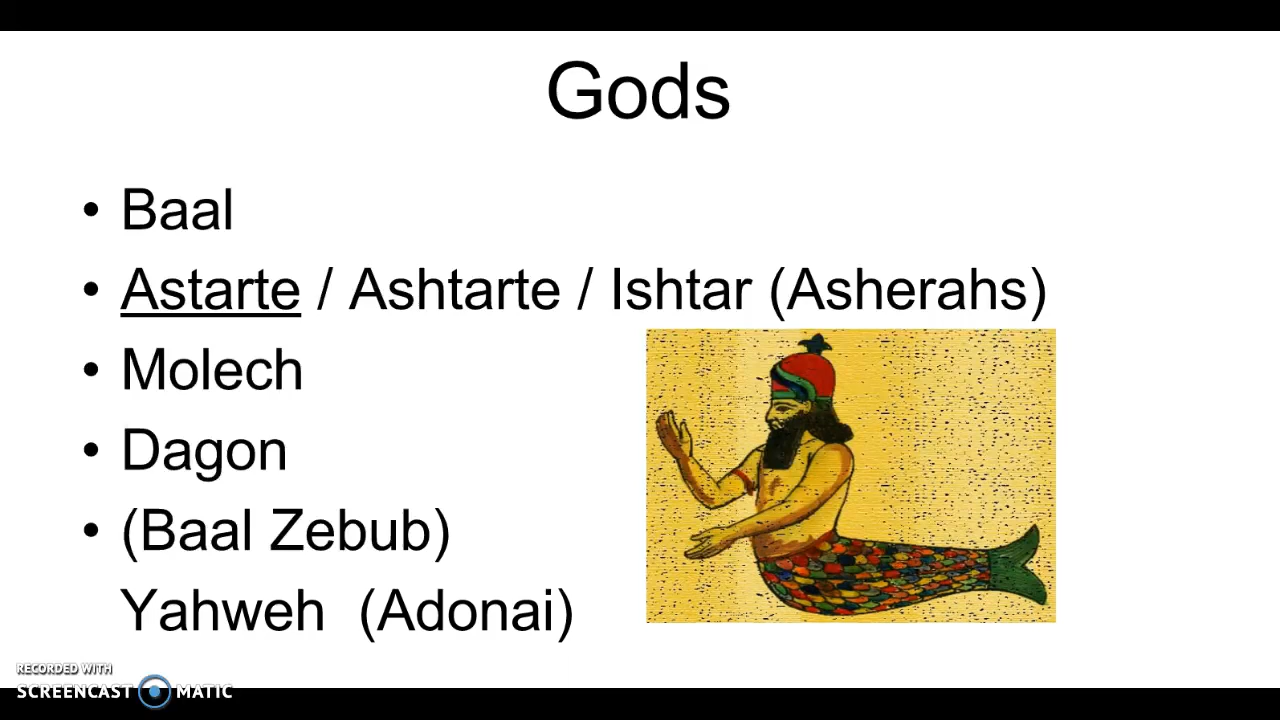 Gods
• Baal
• Astarte / Ashtarte / Ishtar (Asherahs)
• Molech
• Dagon
• (Baal Zebub)
Yahweh (Adonai)
RECORDED WITH
SCREENCAST MATIC